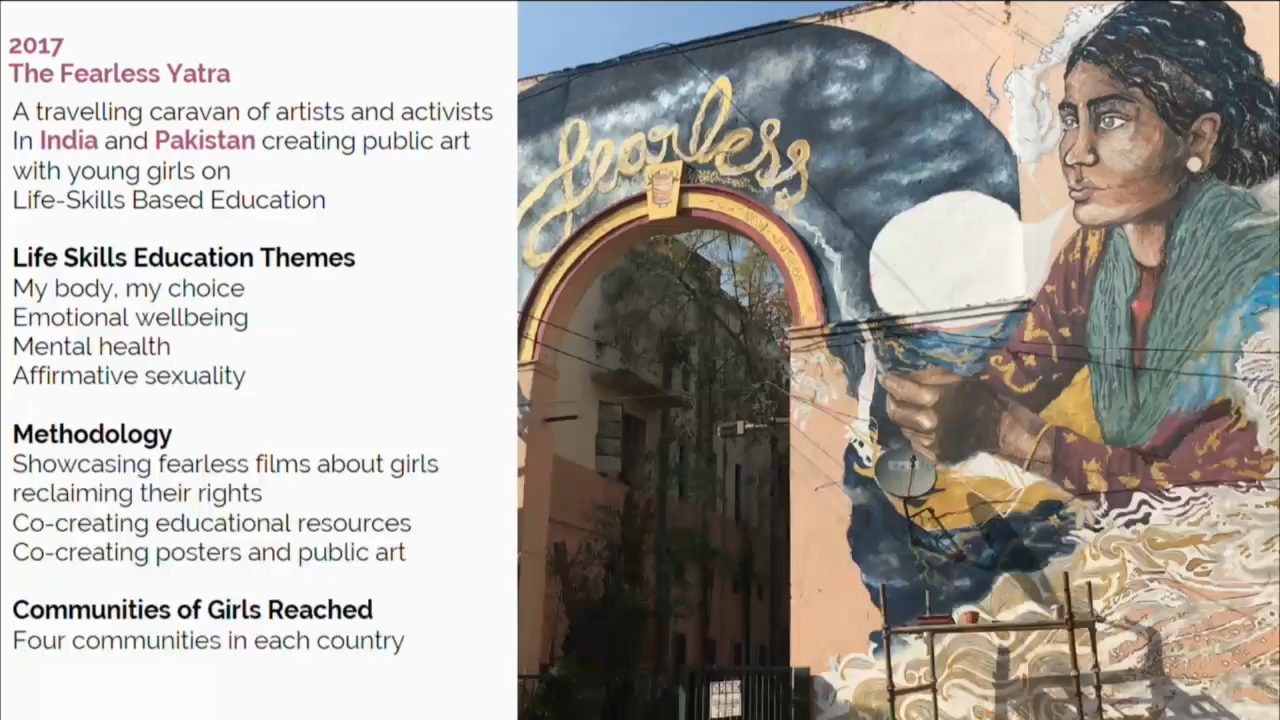 2017
The Fearless Yatra
A travelling caravan of artists and activists
In India and Pakistan creating public art
with young girls on
Life-Skills Based Education
Life Skills Education Themes
My body, my choice
Emotional wellbeing
Mental health
Affirmative sexuality
Methodology
Showcasing fearless films about girls
reclaiming their rights
Co-creating educational resources
Co-creating posters and public art
Communities of Girls Reached
Four communities in each country
fearless